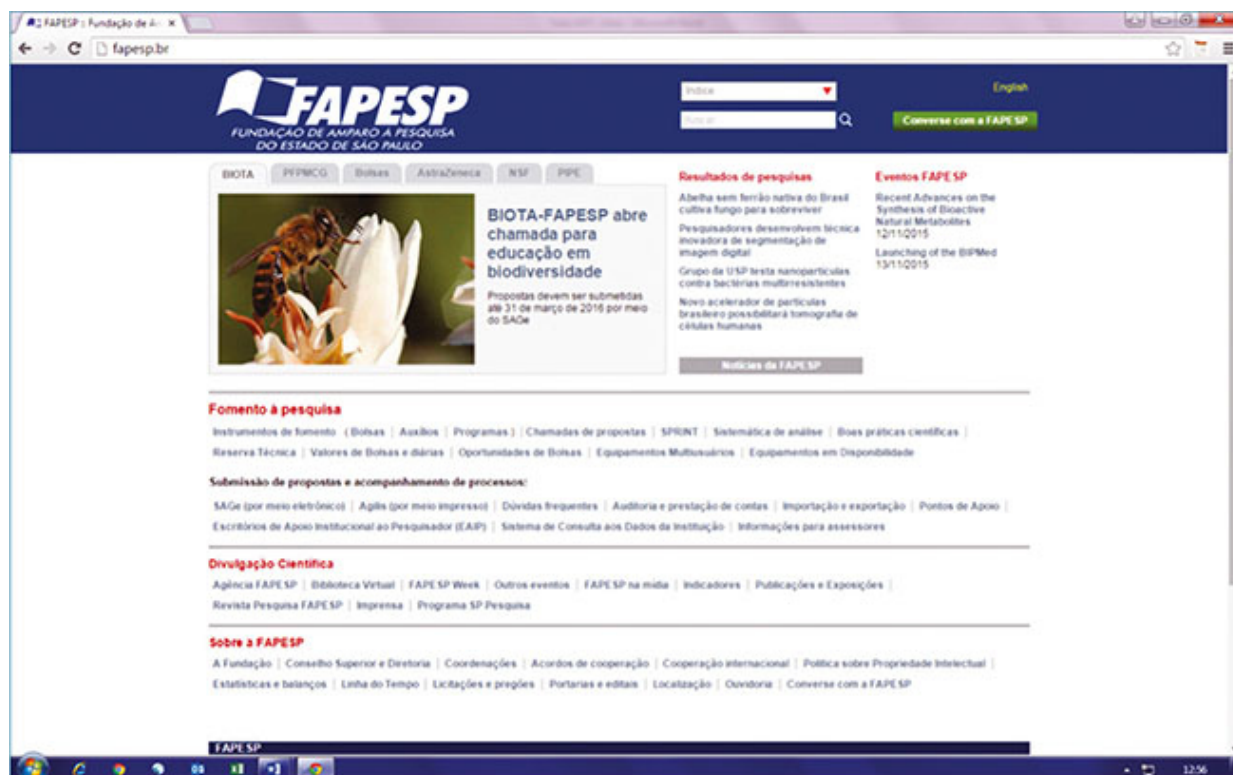 FAPESP : Fundação de A
fapesp.br
FAPESP
FUNDAÇÃO DE AMPARO A PESQUISA
DO ESTADO DE SÃO PAULO
Índice
Buscar
English
Converse com a FAPESP
BIOTA PFPMCG Bolsas AstraZeneca NSF PIPE
BIOTA-FAPESP abre
chamada para
educação em
biodiversidade
Propostas devem ser submetidas
até 31 de março de 2016 por meio
do SAGe
Resultados de pesquisas
Abelha sem ferrão nativa do Brasil
cultiva fungo para sobreviver
Pesquisadores desenvolvem técnica
inovadora de segmentação de
imagem digital
Grupo da USP testa nanopartículas
contra bactérias multirresistentes
Novo acelerador de partículas
brasileiro possibilitará tomografia de
células humanas
Notícias da FAPESP
Eventos FAPESP
Recent Advances on the
Synthesis of Bioactive
Natural Metabolites
12/11/2015
Launching of the BIPMed
13/11/2015
Fomento à pesquisa
Instrumentos de fomento ( Bolsas | Auxílios | Programas ) | Chamadas de propostas | SPRINT | Sistemática de análise | Boas práticas científicas |
Reserva Técnica | Valores de Bolsas e diárias | Oportunidades de Bolsas | Equipamentos Multiusuários | Equipamentos em Disponibilidade
Submissão de propostas e acompanhamento de processos:
SAGe (por meio eletrônico) | Agilis (por meio impresso) | Dúvidas frequentes | Auditoria e prestação de contas | Importação e exportação | Pontos de Apoio |
Escritórios de Apoio Institucional ao Pesquisador (EAIP) | Sistema de Consulta aos Dados da Instituição | Informações para assessores
Divulgação Científica
Agência FAPESP | Biblioteca Virtual | FAPESP Week | Outros eventos | FAPESP na mídia | Indicadores | Publicações e Exposições |
Revista Pesquisa FAPESP | Imprensa | Programa SP Pesquisa
Sobre a FAPESP
A Fundação | Conselho Superior e Diretoria | Coordenações | Acordos de cooperação | Cooperação internacional | Política sobre Propriedade Intelectual |
Estatísticas e balanços | Linha do Tempo | Licitações e pregões | Portarias e editais | Localização | Ouvidoria | Converse com a FAPESP
FAPESP
12:56